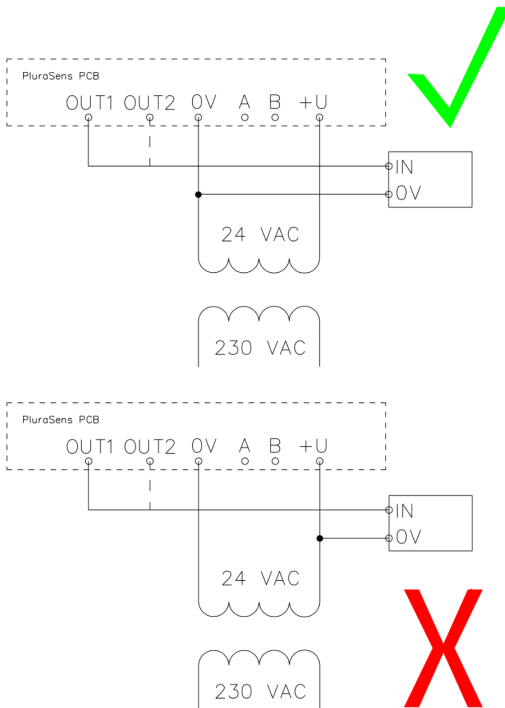 PluraSens PCB
OUT1 OUT2 0V A B +U
IN
0V
24 VAC
230 VAC
PluraSens PCB
OUT1 OUT2 0V A B +U
IN
0V
24 VAC
230 VAC